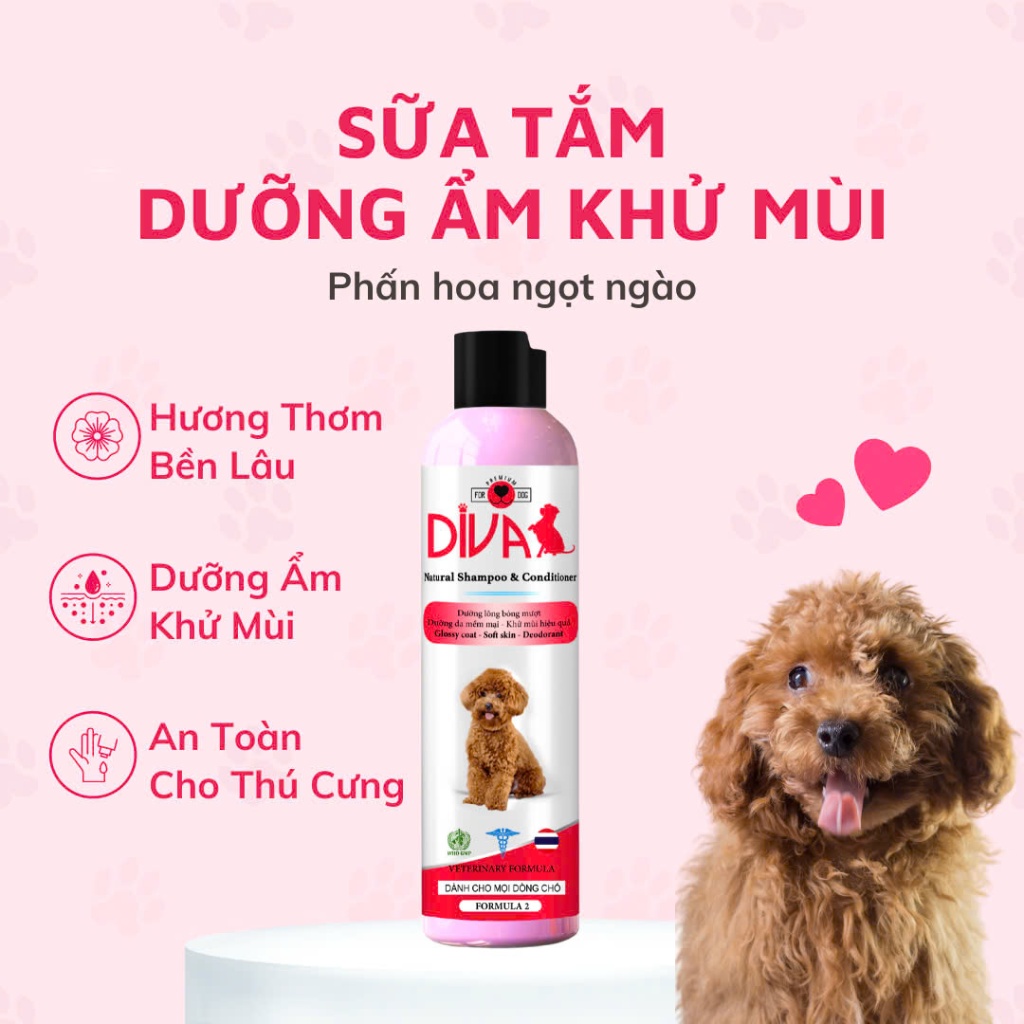 SỮA TẮM
DƯỠNG ẨM KHỬ MÙI
Phấn hoa ngọt ngào
Hương Thơm
Bền Lâu
Dưỡng Ẩm
Khử Mùi
An Toàn
Cho Thú Cưng
PREMIUM
FOR DOG
DIVA
Natural Shampoo & Conditioner
Dưỡng lông bóng mượt
Dưỡng da mềm mại - Khử mùi hiệu quả
Glossy coat - Soft skin - Deodorant
WHO-GMP
VETERINARY FORMULA
DÀNH CHO MỌI DÒNG CHÓ
FORMULA 2